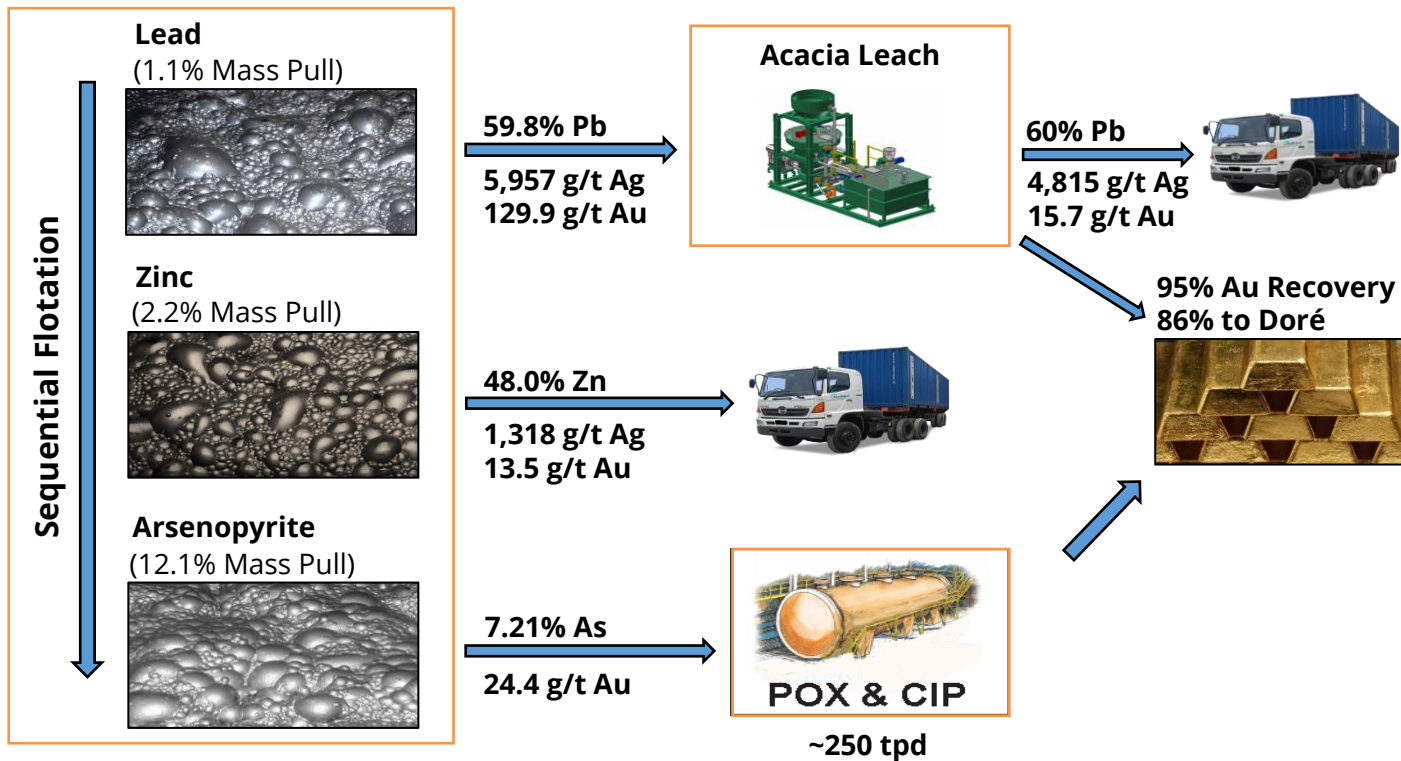 Sequential Flotation
Lead
(1.1% Mass Pull)
59.8% Pb
5,957 g/t Ag
129.9 g/t Au
Acacia Leach
60% Pb
4,815 g/t Ag
15.7 g/t Au
95% Au Recovery
86% to Doré
Zinc
(2.2% Mass Pull)
48.0% Zn
1,318 g/t Ag
13.5 g/t Au
Arsenopyrite
(12.1% Mass Pull)
7.21% As
24.4 g/t Au
POX & CIP
~250 tpd